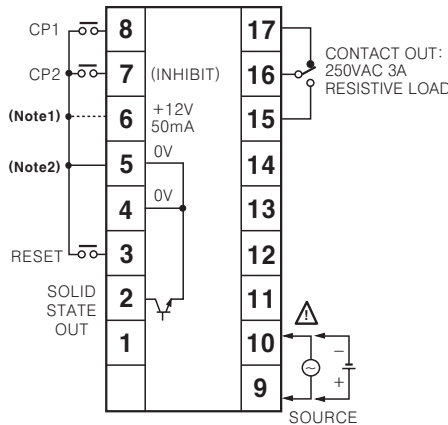 CP1
8
17
CP2
7
(INHIBIT)
16
CONTACT OUT:
250VAC 3A
RESISTIVE LOAD
(Note1)
6
+12V
50mA
15
(Note2)
5
0V
14
4
0V
13
RESET
3
12
SOLID
STATE
OUT
2
11
1
10
9
− 
+
SOURCE